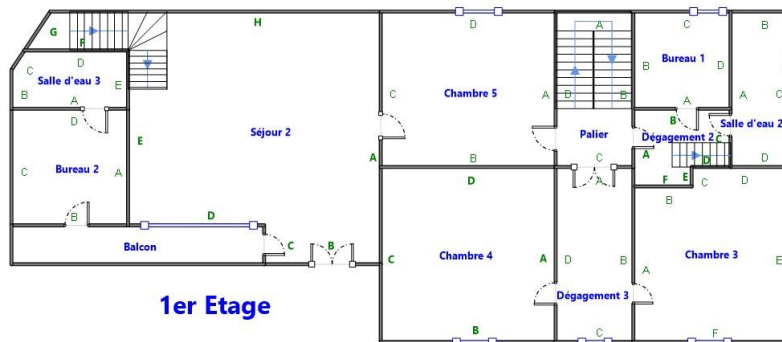 H
D
A
C
C
A
G
F
B
D
Bureau 1
D
C
D
E
Salle d'eau 3
B
A
Chambre 5
C
A
D
B
A
C
B
A
B
Salle d'eau 2
D
Séjour 2
Palier
Dégagement 2
C
E
A
B
C
A
D
D
C
Bureau 2
A
F
E
C
D
B
B
D
A
B
Balcon
C
B
C
Chambre 4
A
D
B
A
Chambre 3
E
1er Etage
Dégagement 3
B
C
F